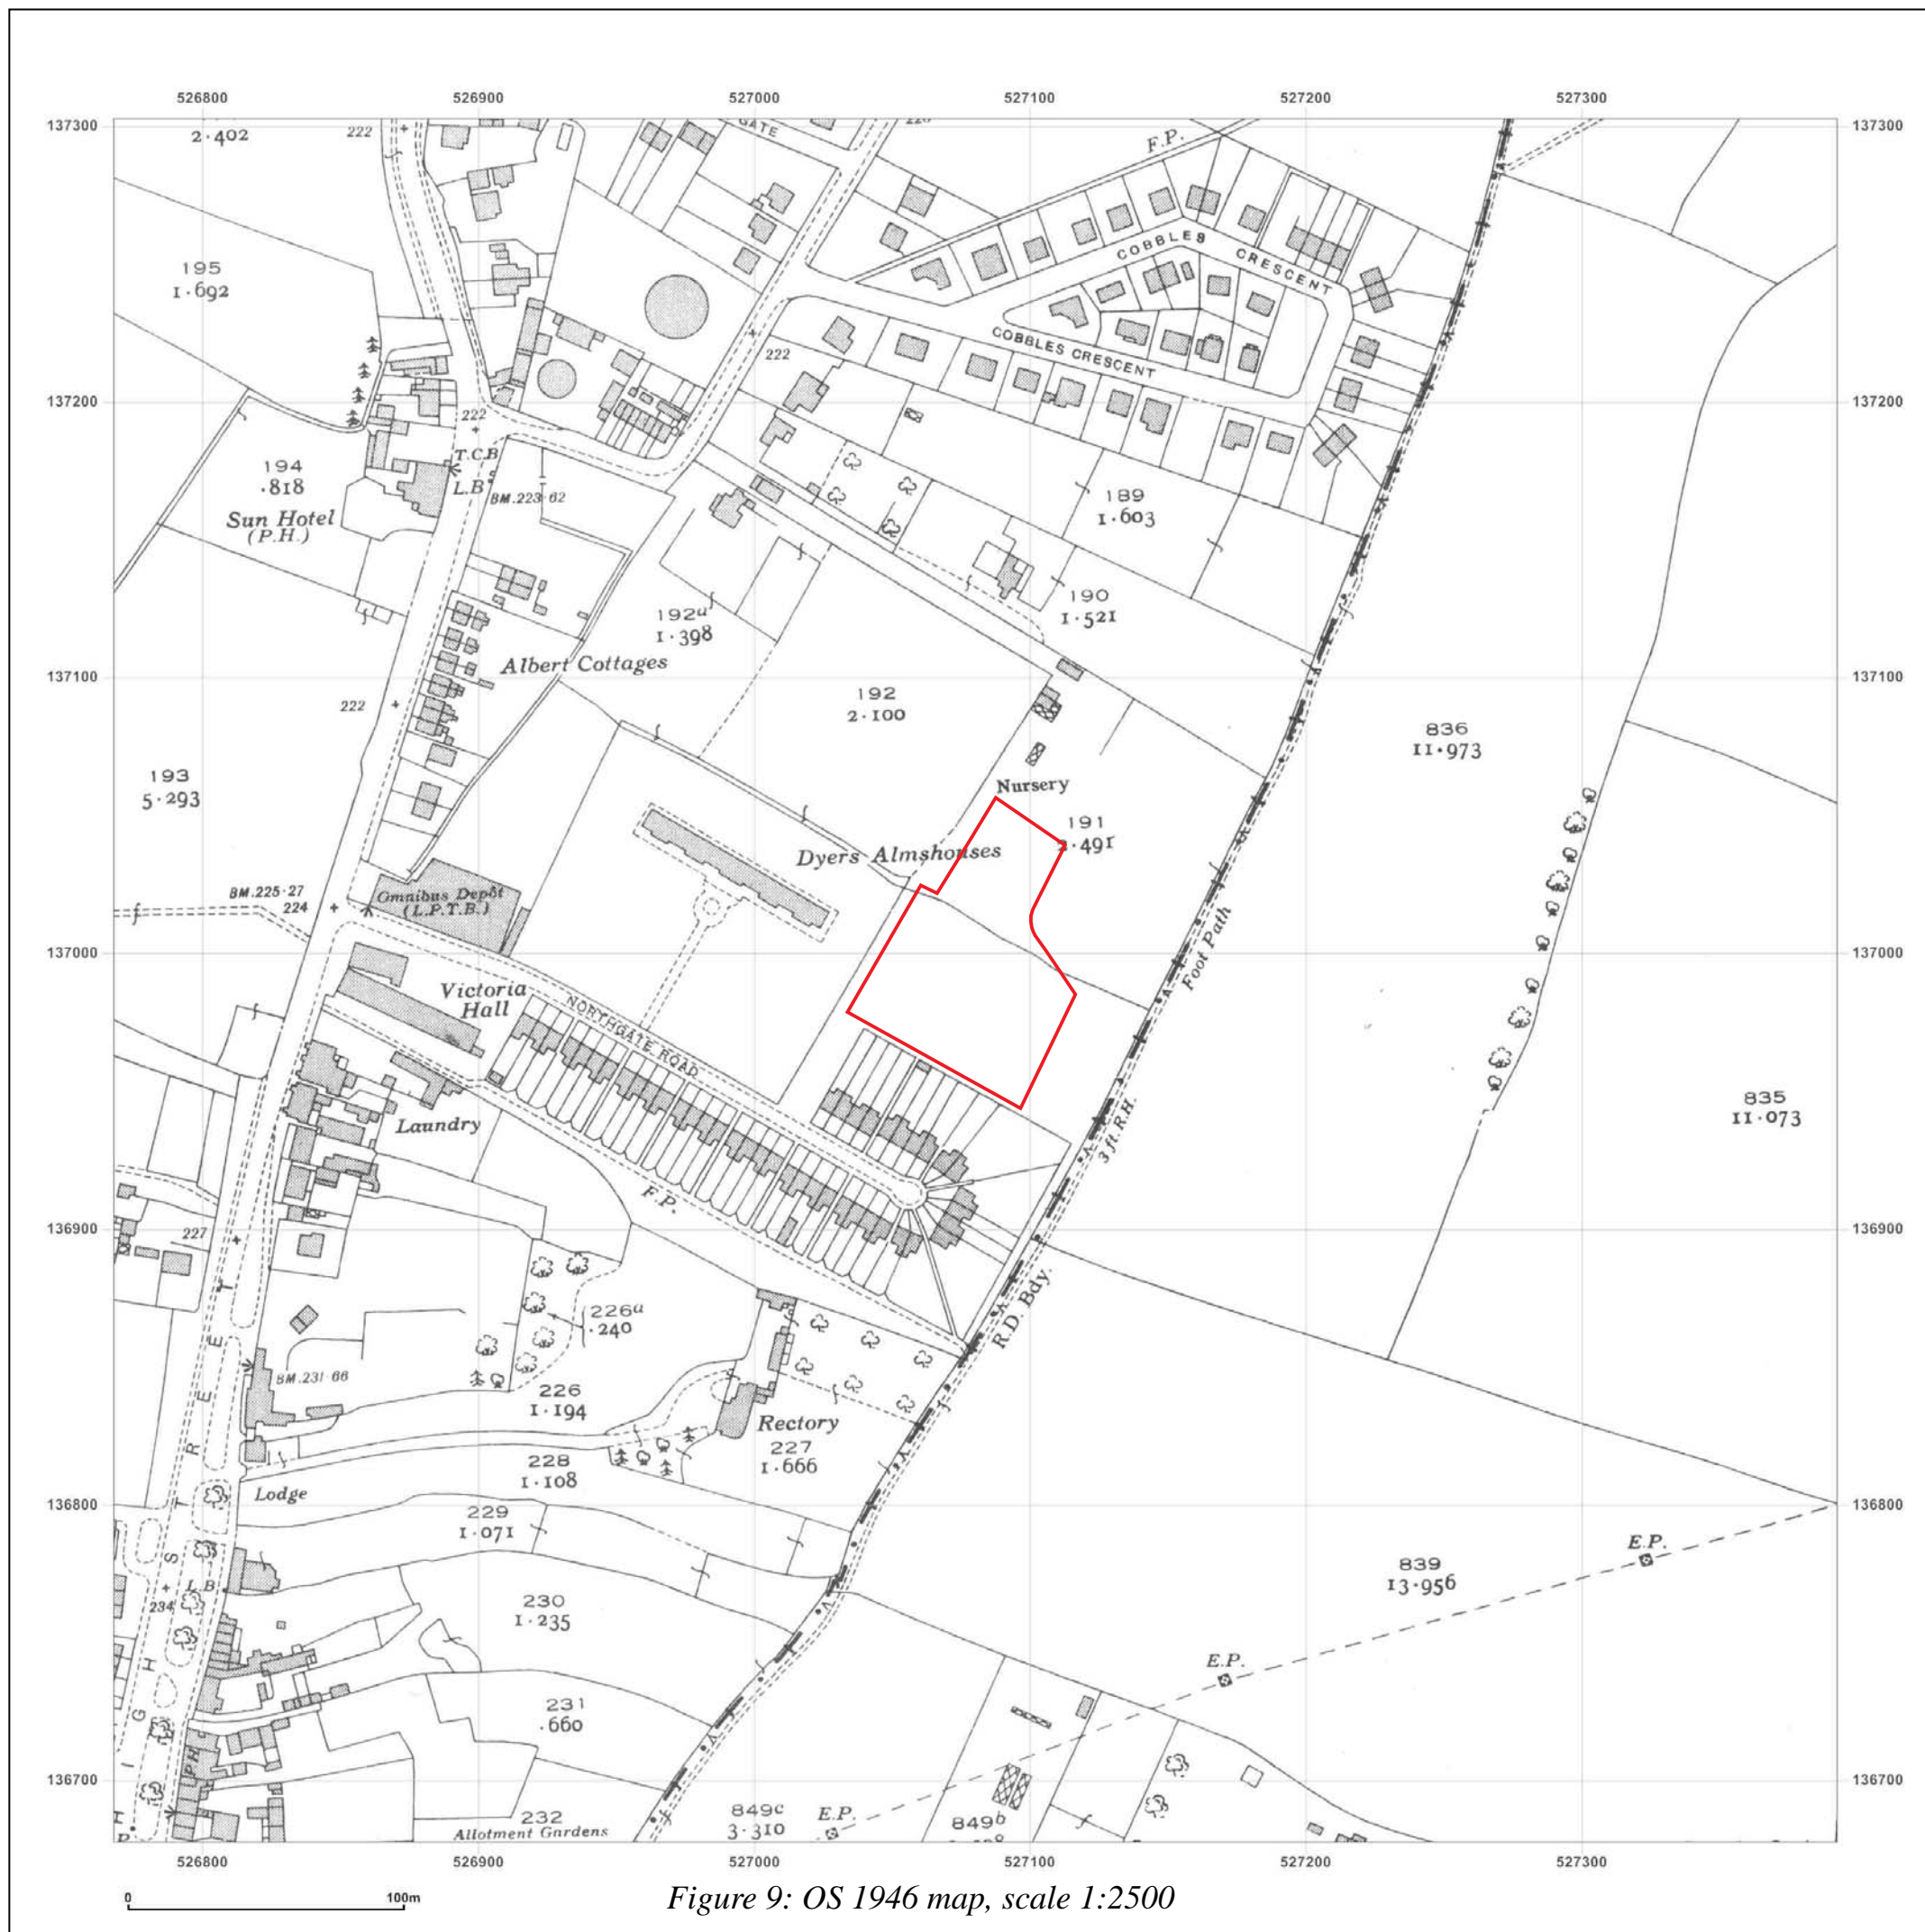 526800
526900
527000
527100
527200
527300
137300
137300
2·402
222
GATE
F.P.
195
1·692
COBBLES
CRESCENT
222
COBBLES CRESCENT
137200
137200
222
194
·818
T.C.B
L.B
BM.223·62
189
1·603
Sun Hotel
(P.H.)
192a
1·398
190
1·521
Albert Cottages
137100
137100
222
192
2·100
836
11·973
193
5·293
Nursery
191
2·491
Dyers Almshouses
BM.225·27
224
Omnibus Depôt
(L.P.T.B.)
Foot Path
137000
137000
Victoria
Hall
NORTHGATE ROAD
Laundry
3ft.R.H.
835
11·073
F.P.
227
136900
136900
R.D. Bdy.
226a
·240
BM.231·66
226
1·194
Rectory
227
1·666
228
1·108
Lodge
136800
136800
229
1·071
E.P.
839
13·956
L.B
234
230
1·235
HIGH STREET
E.P.
231
·660
P.H
136700
136700
232
Allotment Gardens
849c
3·310
E.P.
849b
H
P
526800
526900
527000
527100
527200
527300
0
100m
Figure 9: OS 1946 map, scale 1:2500